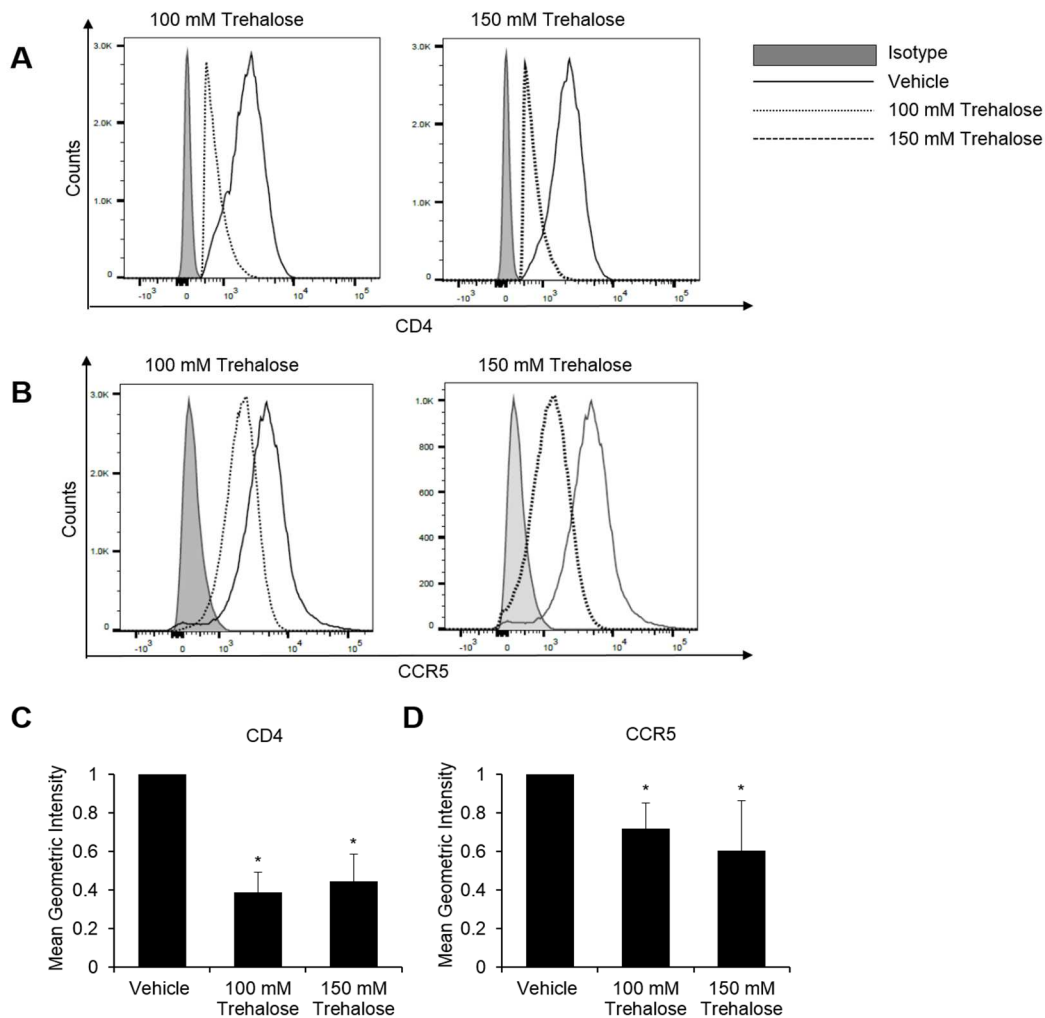 A
100 mM Trehalose
150 mM Trehalose
Isotype
Vehicle
100 mM Trehalose
150 mM Trehalose
Counts
3.0K
2.0K
1.0K
0
-10³ 0 10³ 10⁴ 10⁵
3.0K
2.0K
1.0K
0
-10³ 0 10³ 10⁴ 10⁵
CD4
B
100 mM Trehalose
150 mM Trehalose
Counts
3.0K
2.0K
1.0K
0
-10³ 0 10³ 10⁴ 10⁵
1.0K
800
600
400
200
0
-10³ 0 10³ 10⁴ 10⁵
CCR5
C
CD4
Mean Geometric Intensity
1
0.8
0.6
0.4
0.2
0
* *
Vehicle
100 mM
Trehalose
150 mM
Trehalose
D
CCR5
Mean Geometric Intensity
1
0.8
0.6
0.4
0.2
0
* *
Vehicle
100 mM
Trehalose
150 mM
Trehalose